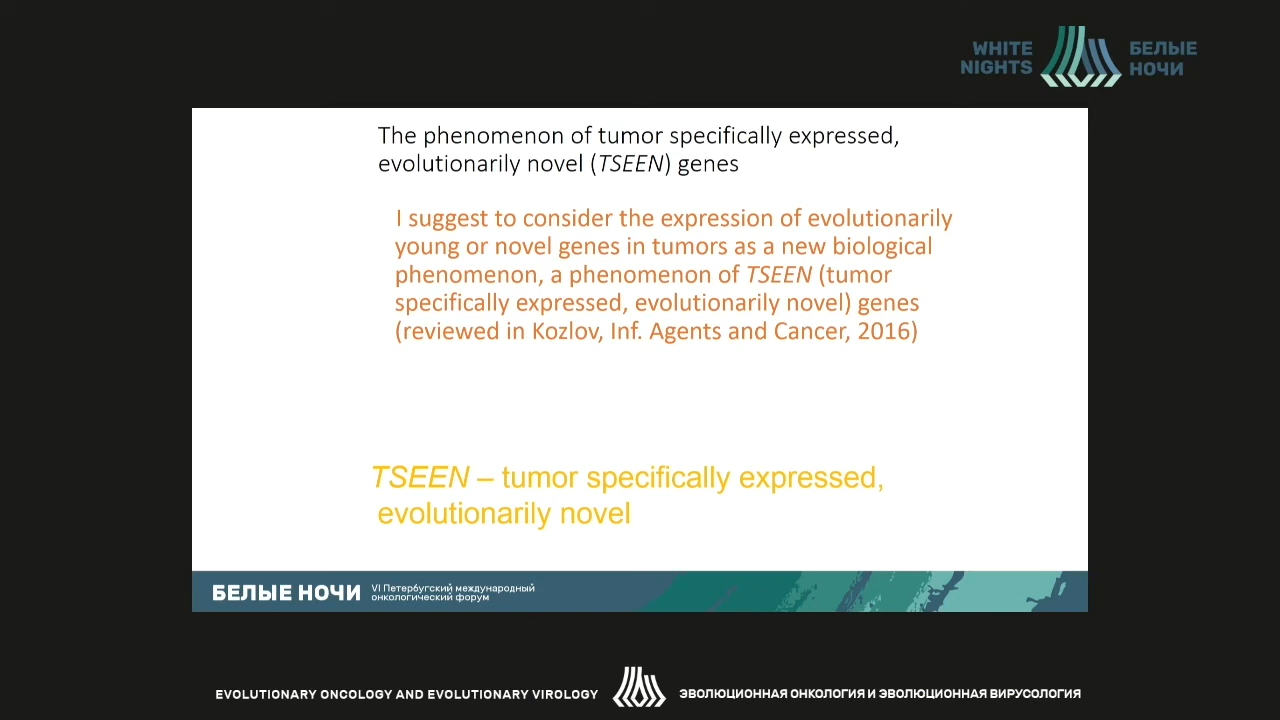 WHITE
NIGHTS
БЕЛЫЕ
НОЧИ
The phenomenon of tumor specifically expressed,
evolutionarily novel (TSEEN) genes
I suggest to consider the expression of evolutionarily
young or novel genes in tumors as a new biological
phenomenon, a phenomenon of TSEEN (tumor
specifically expressed, evolutionarily novel) genes
(reviewed in Kozlov, Inf. Agents and Cancer, 2016)
TSEEN – tumor specifically expressed,
evolutionarily novel
БЕЛЫЕ НОЧИ
VI Петербугский международный
онкологический форум
EVOLUTIONARY ONCOLOGY AND EVOLUTIONARY VIROLOGY
ЭВОЛЮЦИОННАЯ ОНКОЛОГИЯ И ЭВОЛЮЦИОННАЯ ВИРУСОЛОГИЯ